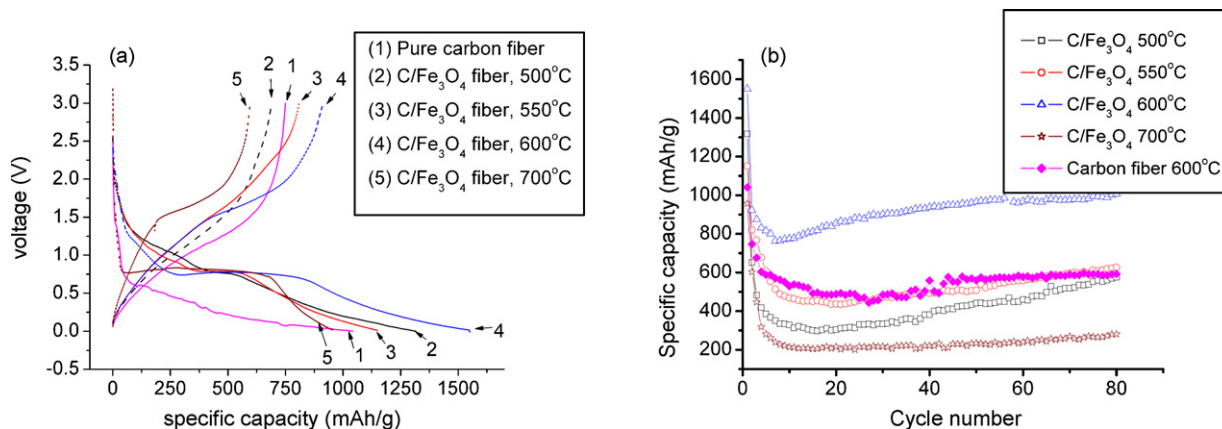 (a)
(1) Pure carbon fiber
(2) C/Fe3O4 fiber, 500°C
(3) C/Fe3O4 fiber, 550°C
(4) C/Fe3O4 fiber, 600°C
(5) C/Fe3O4 fiber, 700°C
voltage (V)
3.5
3.0
2.5
2.0
1.5
1.0
0.5
0.0
-0.5
5
2
1
3
4
5
1
3
2
4
0
250
500
750
1000
1250
1500
specific capacity (mAh/g)
(b)
C/Fe3O4 500°C
C/Fe3O4 550°C
C/Fe3O4 600°C
C/Fe3O4 700°C
Carbon fiber 600°C
Specific capacity (mAh/g)
1600
1400
1200
1000
800
600
400
200
0
20
40
60
80
Cycle number